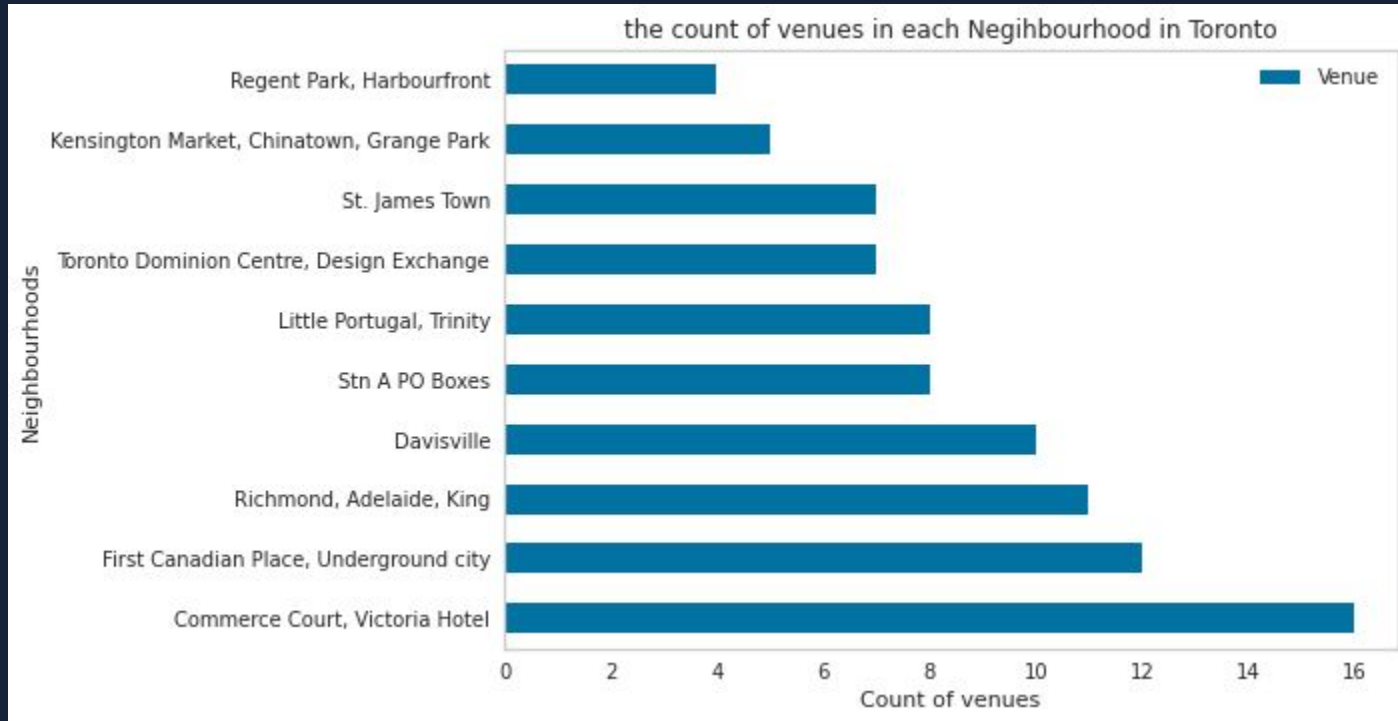 the count of venues in each Negihbourhood in Toronto
Venue
Neighbourhoods
Regent Park, Harbourfront
Kensington Market, Chinatown, Grange Park
St. James Town
Toronto Dominion Centre, Design Exchange
Little Portugal, Trinity
Stn A PO Boxes
Davisville
Richmond, Adelaide, King
First Canadian Place, Underground city
Commerce Court, Victoria Hotel
0 2 4 6 8 10 12 14 16
Count of venues